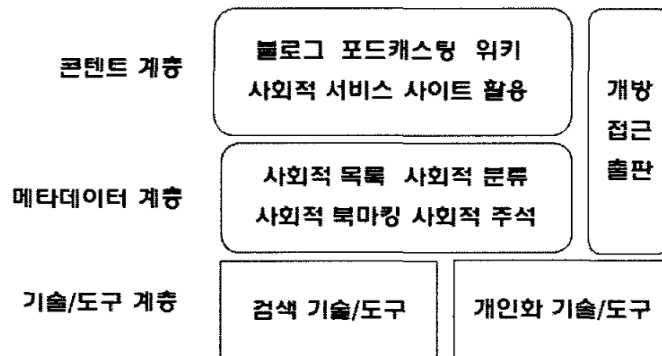 콘텐트 계층
블로그 포드캐스팅 위키
사회적 서비스 사이트 활용
개방
접근
출판
메타데이터 계층
사회적 목록 사회적 분류
사회적 북마킹 사회적 주석
기술/도구 계층
검색 기술/도구
개인화 기술/도구